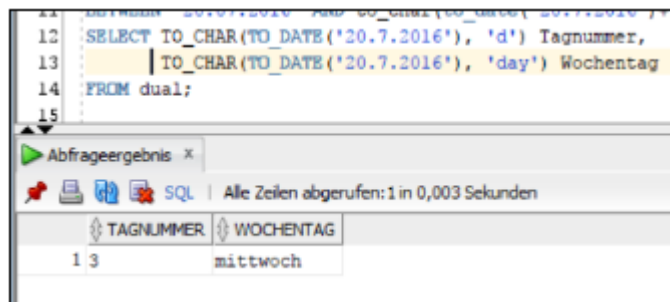 12 SELECT TO_CHAR(TO_DATE('20.7.2016', 'd') Tagnummer,
13 TO_CHAR(TO_DATE('20.7.2016', 'day') Wochentag
14 FROM dual;
15
Abfrageergebnis x
SQL | Alle Zeilen abgerufen: 1 in 0,003 Sekunden
TAGNUMMER WOCHENTAG
1 3 mittwoch